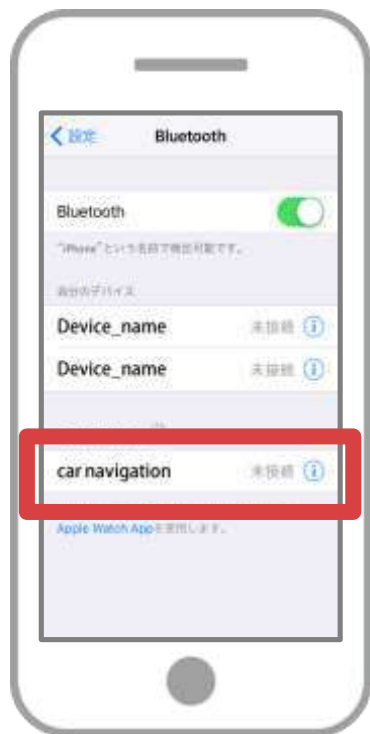 設定 Bluetooth
Bluetooth
"iPhone"という名前で検出可能です。
自分のデバイス
Device_name 未接続
Device_name 未接続
car navigation 未接続
Apple Watch Appを使用します。